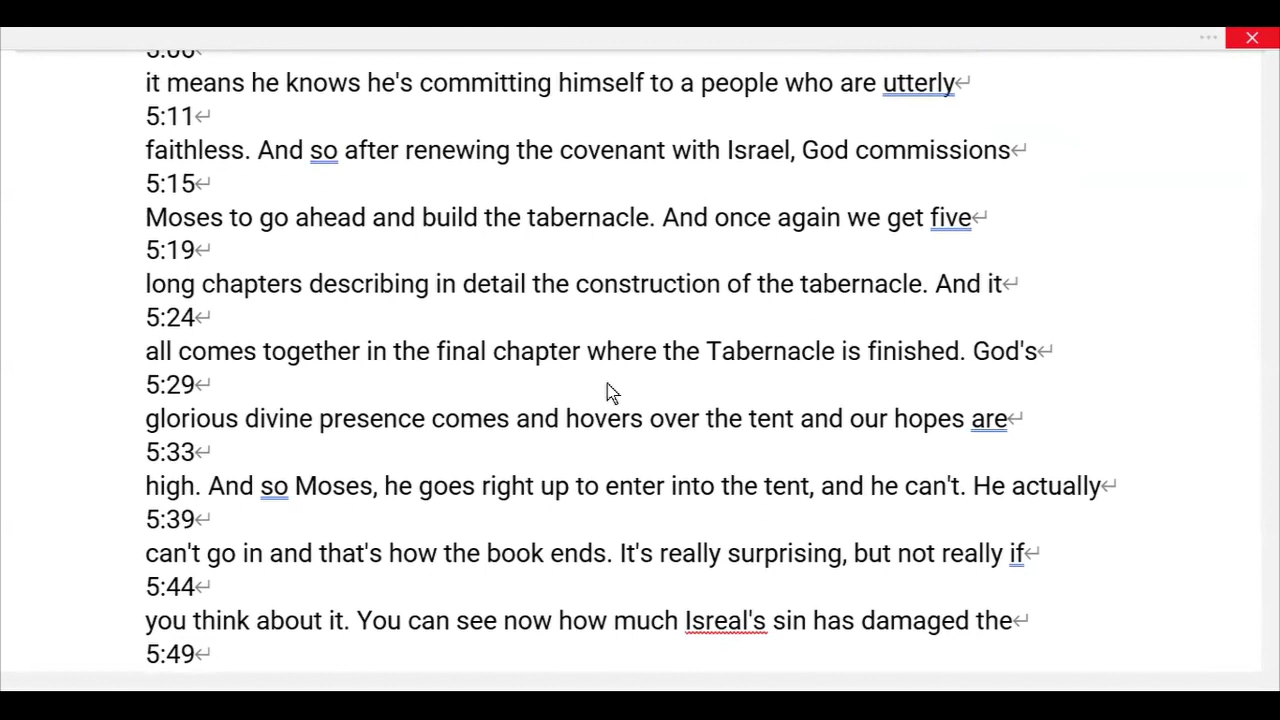 it means he knows he's committing himself to a people who are utterly
5:11
faithless. And so after renewing the covenant with Israel, God commissions
5:15
Moses to go ahead and build the tabernacle. And once again we get five
5:19
long chapters describing in detail the construction of the tabernacle. And it
5:24
all comes together in the final chapter where the Tabernacle is finished. God's
5:29
glorious divine presence comes and hovers over the tent and our hopes are
5:33
high. And so Moses, he goes right up to enter into the tent, and he can't. He actually
5:39
can't go in and that's how the book ends. It's really surprising, but not really if
5:44
you think about it. You can see now how much Isreal's sin has damaged the
5:49